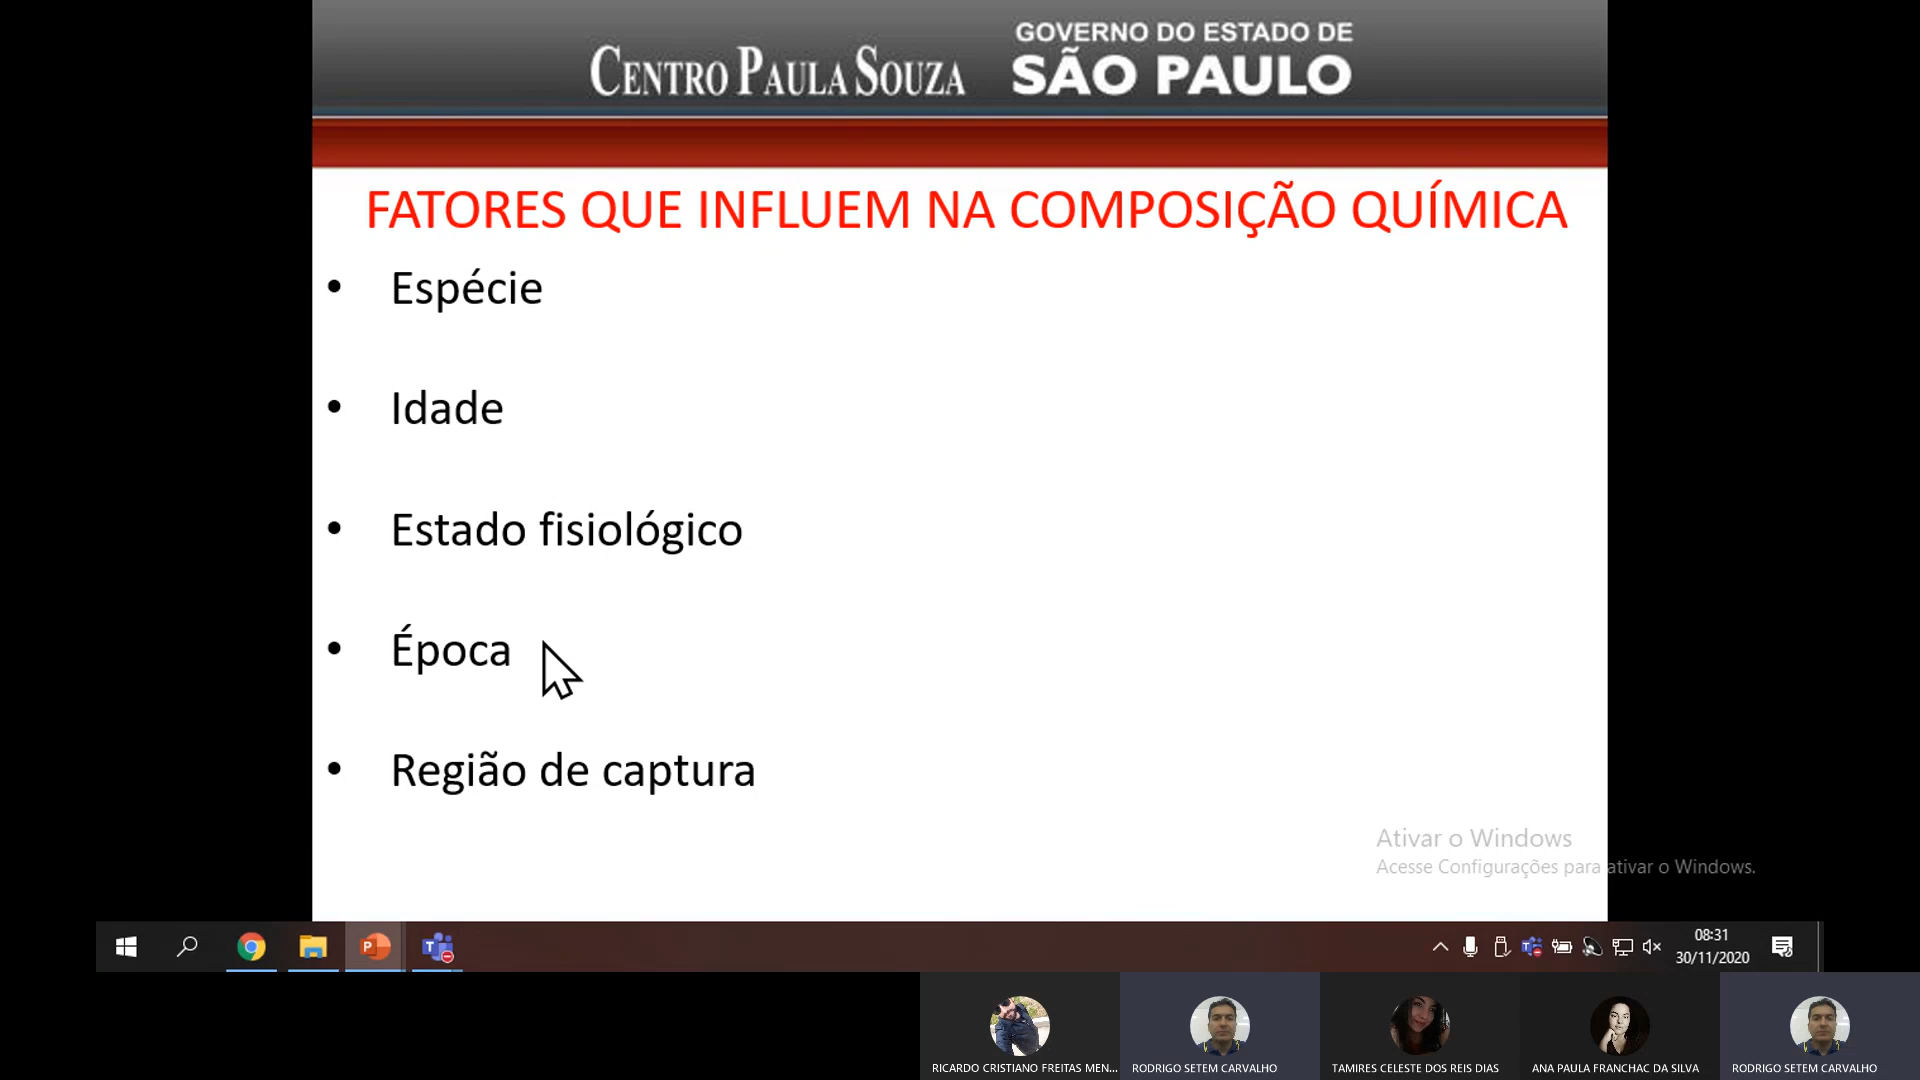 CENTRO PAULA SOUZA
GOVERNO DO ESTADO DE
SÃO PAULO
FATORES QUE INFLUEM NA COMPOSIÇÃO QUÍMICA
• Espécie
• Idade
• Estado fisiológico
• Época
• Região de captura
Ativar o Windows
Acesse Configurações para ativar o Windows.
08:31
30/11/2020
RICARDO CRISTIANO FREITAS MEN...
RODRIGO SETEM CARVALHO
TAMIRES CELESTE DOS REIS DIAS
ANA PAULA FRANCHAC DA SILVA
RODRIGO SETEM CARVALHO